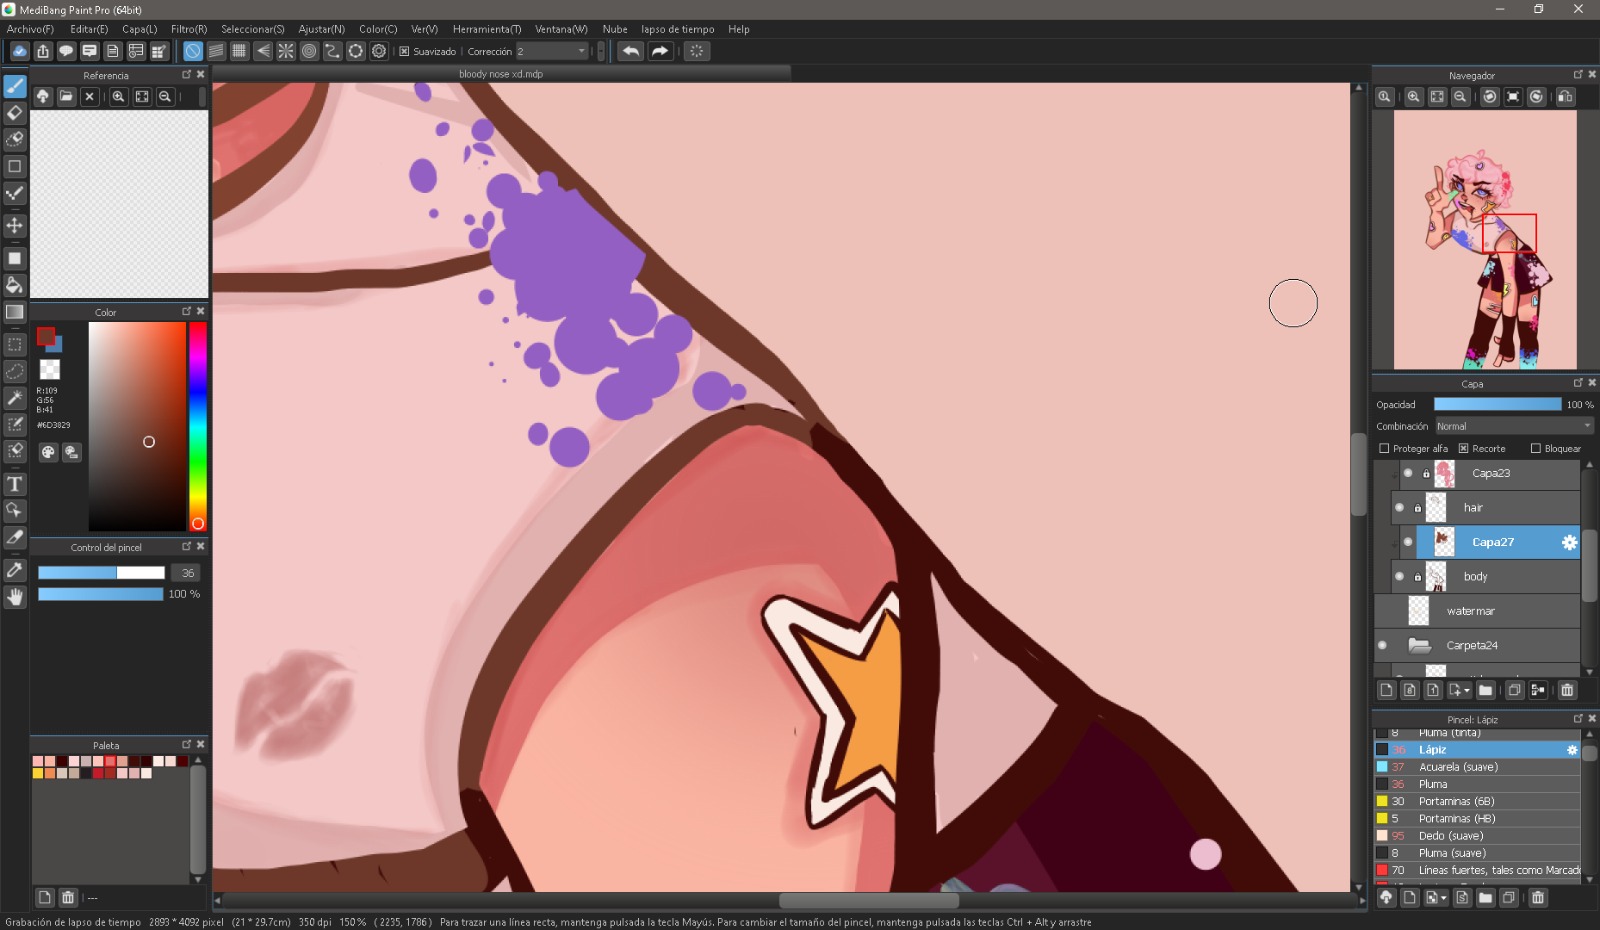 MediBang Paint Pro (64bit)
Archivo(F) Editar(E) Capa(L) Filtro(R) Seleccionar(S) Ajustar(N) Color(C) Ver(V) Herramienta(T) Ventana(W) Nube lapso de tiempo Help
Suavizado Corrección 2
Referencia
bloody nose xd.mdp
Navegador
Color
R:109
G:56
B:41
#6D3829
Capa
Opacidad 100 %
Combinación Normal
Proteger alfa Recorte Bloquear
Capa23
hair
Capa27
body
watermar
Carpeta24
Control del pincel
36
100 %
Pincel: Lápiz
8 Pluma (tinta)
36 Lápiz
37 Acuarela (suave)
36 Pluma
30 Portaminas (6B)
5 Portaminas (HB)
95 Dedo (suave)
8 Pluma (suave)
70 Líneas fuertes, tales como Marcad
Paleta
---
Grabación de lapso de tiempo 2893 * 4092 pixel (21 * 29.7cm) 350 dpi 150 % ( 2235, 1786 ) Para trazar una línea recta, mantenga pulsada la tecla Mayús. Para cambiar el tamaño del pincel, mantenga pulsadas las teclas Ctrl + Alt y arrastre